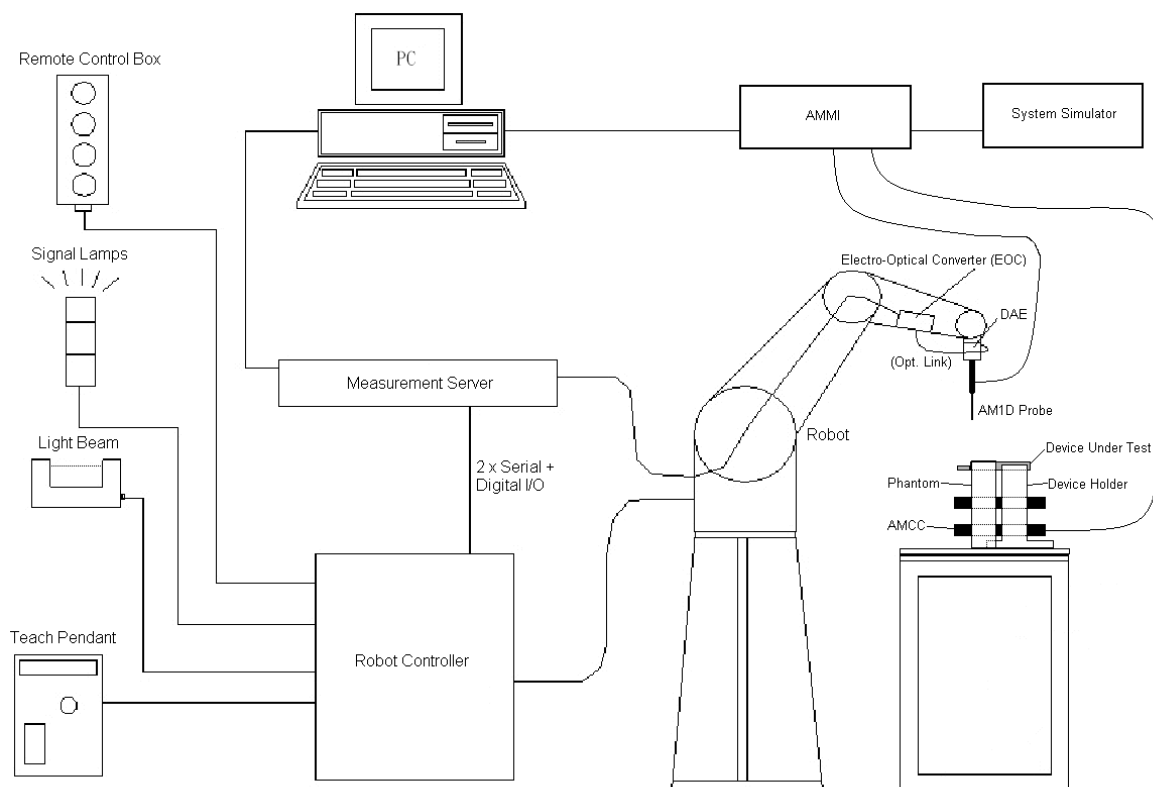 Remote Control Box
PC
AMMI
System Simulator
Signal Lamps
Electro-Optical Converter (EOC)
DAE
(Opt. Link)
Measurement Server
AM1D Probe
Light Beam
Robot
2 x Serial +
Digital I/O
Device Under Test
Phantom
Device Holder
AMCC
Teach Pendant
Robot Controller